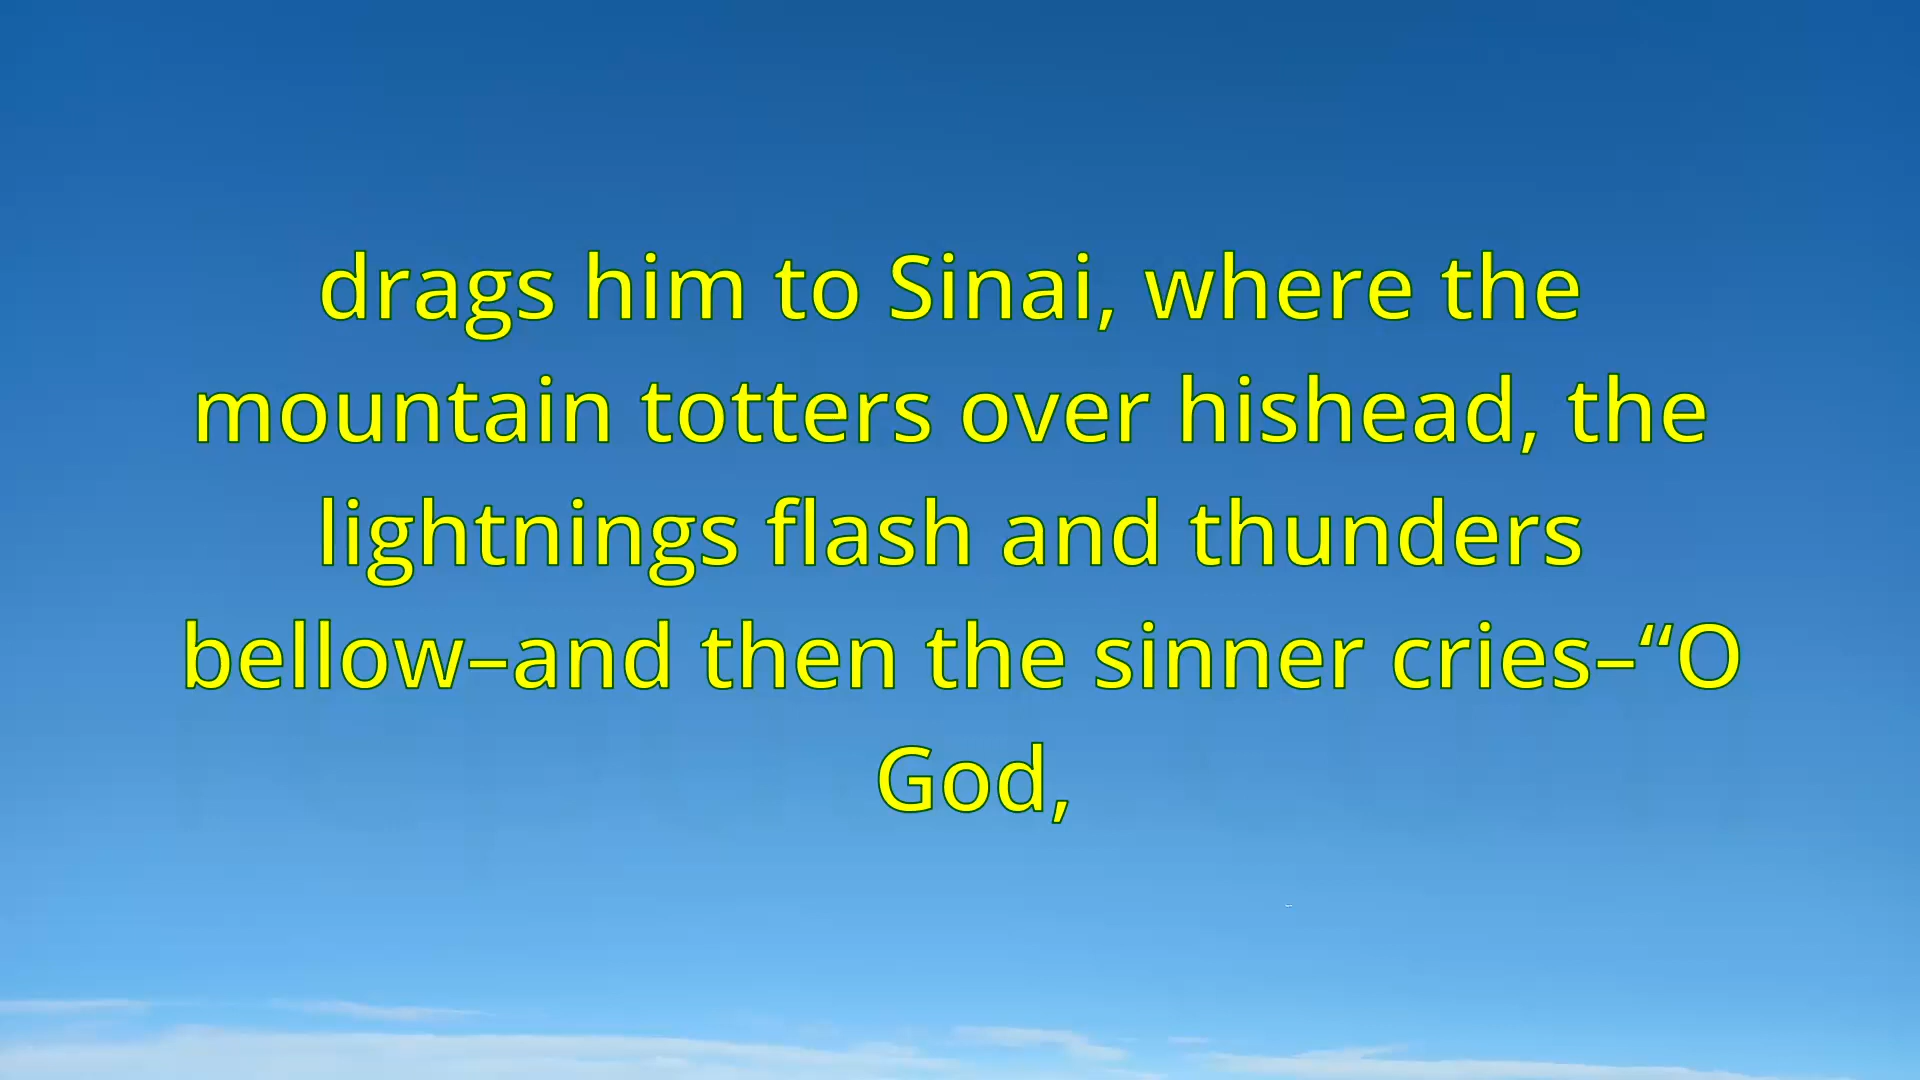 drags him to Sinai, where the
mountain totters over hishead, the
lightnings flash and thunders
bellow–and then the sinner cries–“O
God,